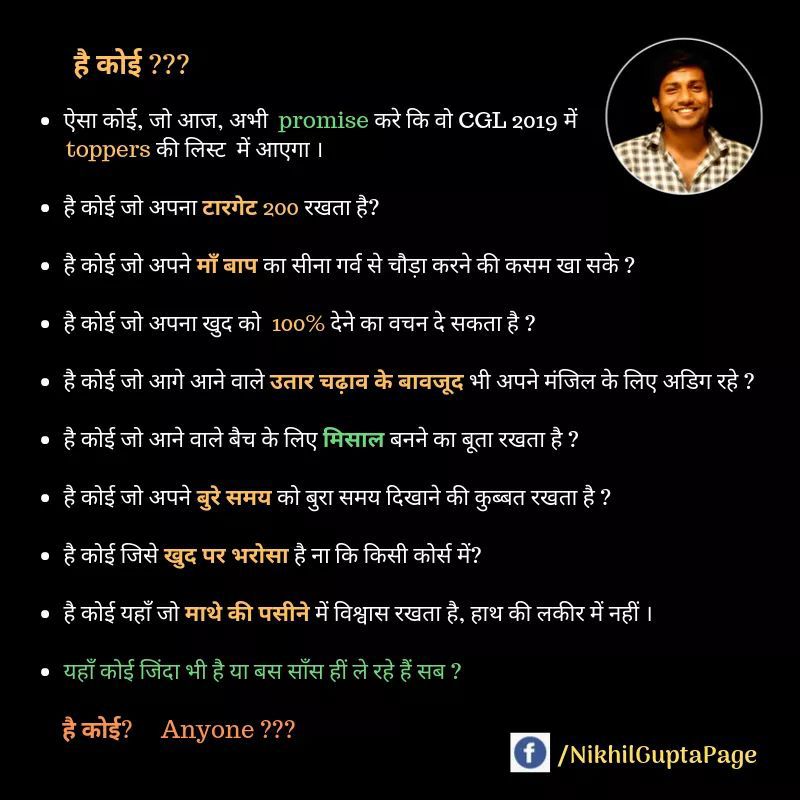 है कोई ???
• ऐसा कोई, जो आज, अभी promise करे कि वो CGL 2019 में
toppers की लिस्ट में आएगा ।
• है कोई जो अपना टारगेट 200 रखता है?
• है कोई जो अपने माँ बाप का सीना गर्व से चौड़ा करने की कसम खा सके ?
• है कोई जो अपना खुद को 100% देने का वचन दे सकता है ?
• है कोई जो आगे आने वाले उतार चढ़ाव के बावजूद भी अपने मंजिल के लिए अडिग रहे ?
• है कोई जो आने वाले बैच के लिए मिसाल बनने का बूता रखता है ?
• है कोई जो अपने बुरे समय को बुरा समय दिखाने की कुब्बत रखता है ?
• है कोई जिसे खुद पर भरोसा है ना कि किसी कोर्स में?
• है कोई यहाँ जो माथे की पसीने में विश्वास रखता है, हाथ की लकीर में नहीं ।
• यहाँ कोई जिंदा भी है या बस साँस हीं ले रहे हैं सब ?
है कोई? Anyone ???
f /NikhilGuptaPage